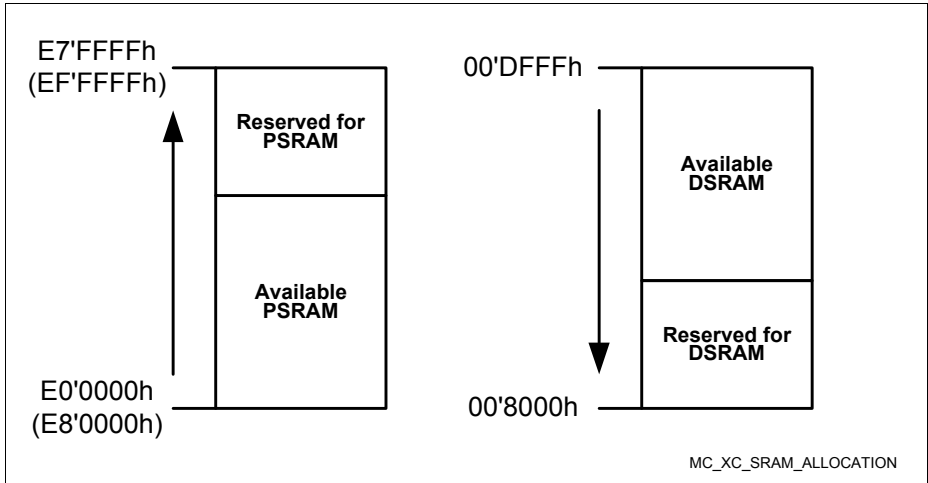 E7'FFFFh
(EF'FFFFh)
Reserved for
PSRAM
Available
PSRAM
E0'0000h
(E8'0000h)
00'DFFFh
Available
DSRAM
Reserved for
DSRAM
00'8000h
MC_XC_SRAM_ALLOCATION